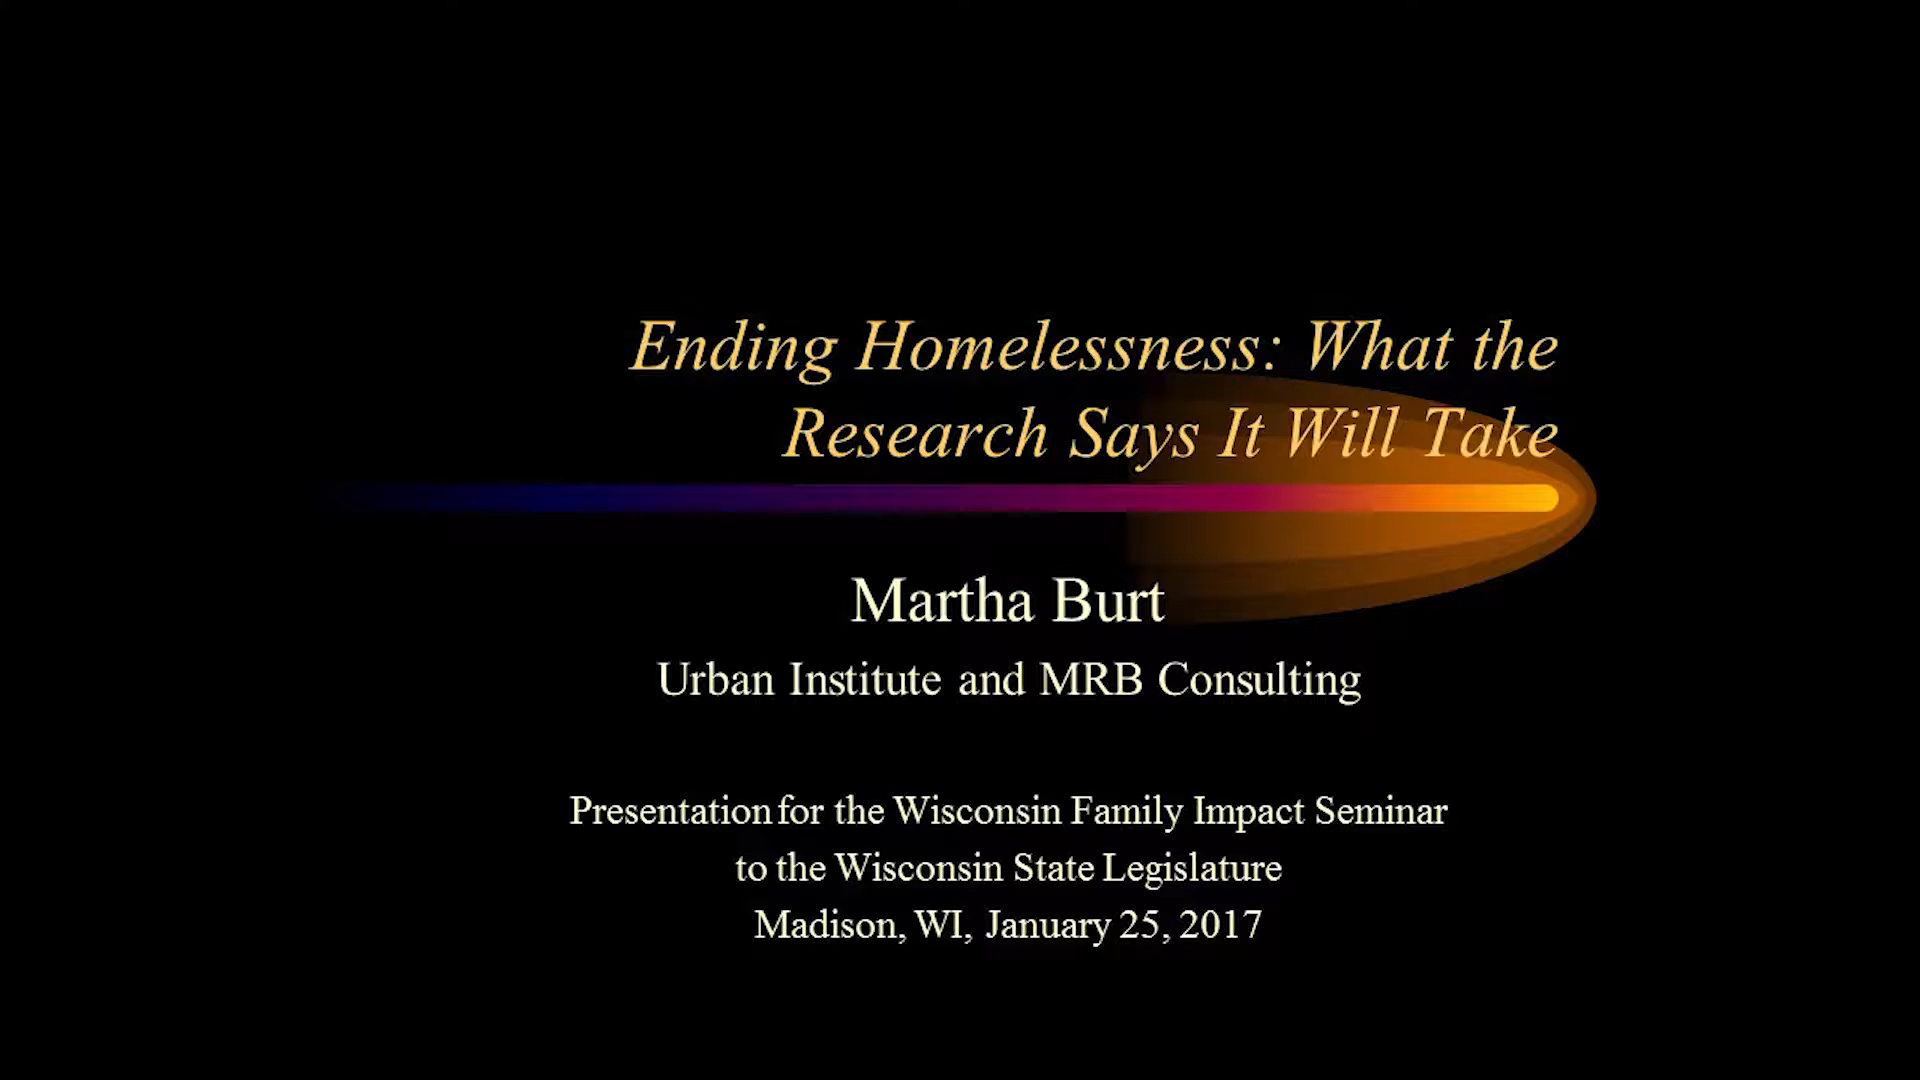 Ending Homelessness: What the
Research Says It Will Take
Martha Burt
Urban Institute and MRB Consulting
Presentation for the Wisconsin Family Impact Seminar
to the Wisconsin State Legislature
Madison, WI, January 25, 2017